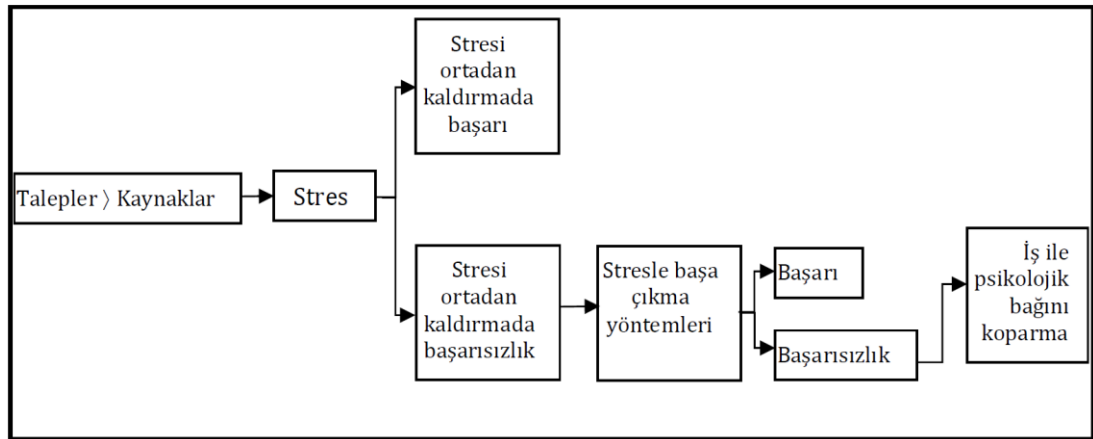 Talepler 〉 Kaynaklar
Stres
Stresi
ortadan
kaldırmada
başarı
Stresi
ortadan
kaldırmada
başarısızlık
Stresle başa
çıkma
yöntemleri
Başarı
Başarısızlık
İş ile
psikolojik
bağını
koparma